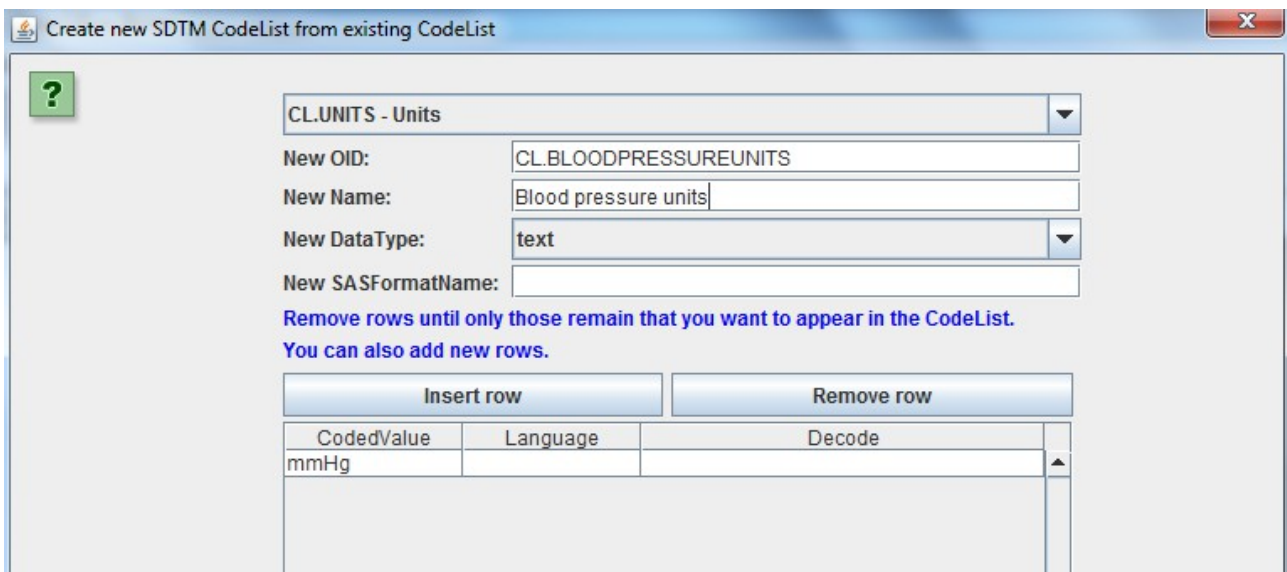 Create new SDTM CodeList from existing CodeList
X
?
CL.UNITS - Units
New OID: CL.BLOODPRESSUREUNITS
New Name: Blood pressure units
New DataType: text
New SASFormatName:
Remove rows until only those remain that you want to appear in the CodeList.
You can also add new rows.
Insert row Remove row
CodedValue Language Decode
mmHg